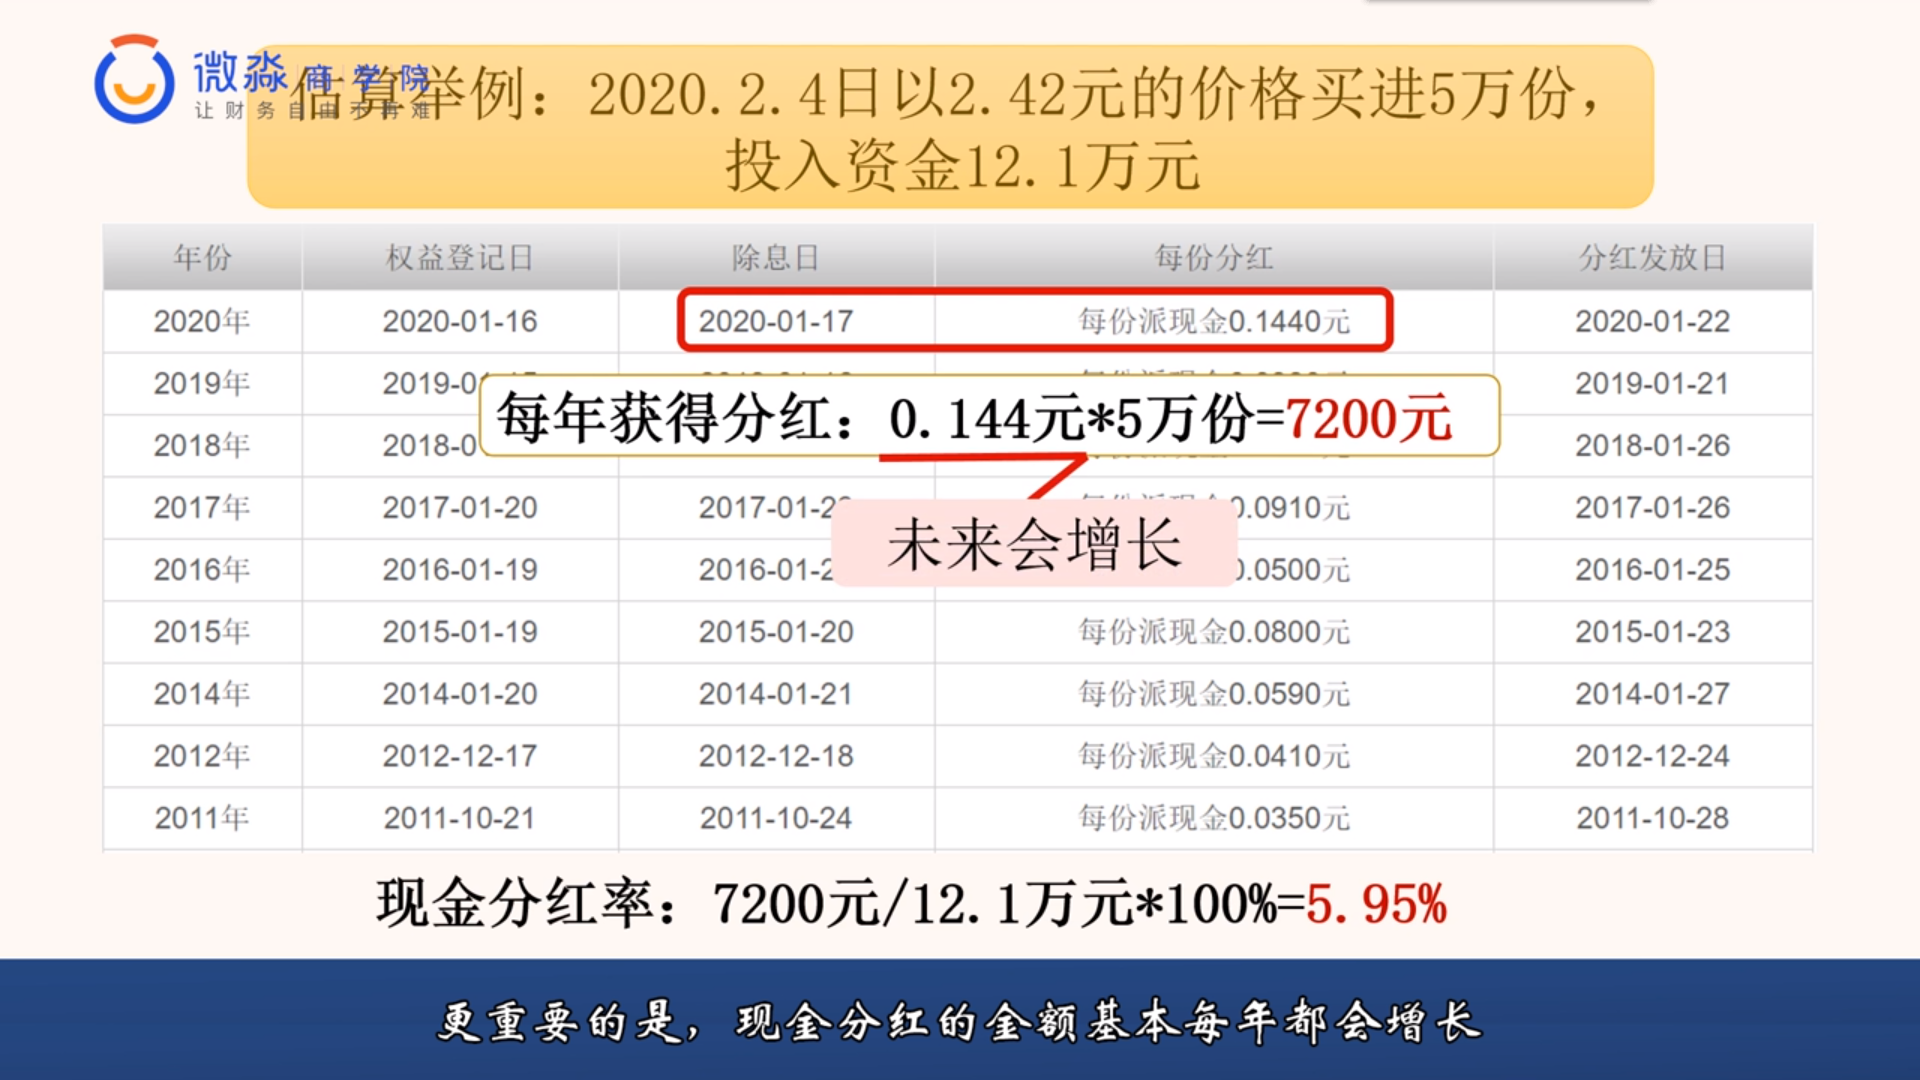 微淼 商学院
让财务自由不再难
估算举例：2020.2.4日以2.42元的价格买进5万份，
投入资金12.1万元
年份 权益登记日 除息日 每份分红 分红发放日
2020年 2020-01-16 2020-01-17 每份派现金0.1440元 2020-01-22
2019年 2019-0 2019-01-21
每年获得分红：0.144元*5万份=7200元
2018年 2018-0 2018-01-26
2017年 2017-01-20 2017-01-2 0.0910元 2017-01-26
未来会增长
2016年 2016-01-19 2016-01-2 0.0500元 2016-01-25
2015年 2015-01-19 2015-01-20 每份派现金0.0800元 2015-01-23
2014年 2014-01-20 2014-01-21 每份派现金0.0590元 2014-01-27
2012年 2012-12-17 2012-12-18 每份派现金0.0410元 2012-12-24
2011年 2011-10-21 2011-10-24 每份派现金0.0350元 2011-10-28
现金分红率：7200元/12.1万元*100%=5.95%
更重要的是，现金分红的金额基本每年都会增长